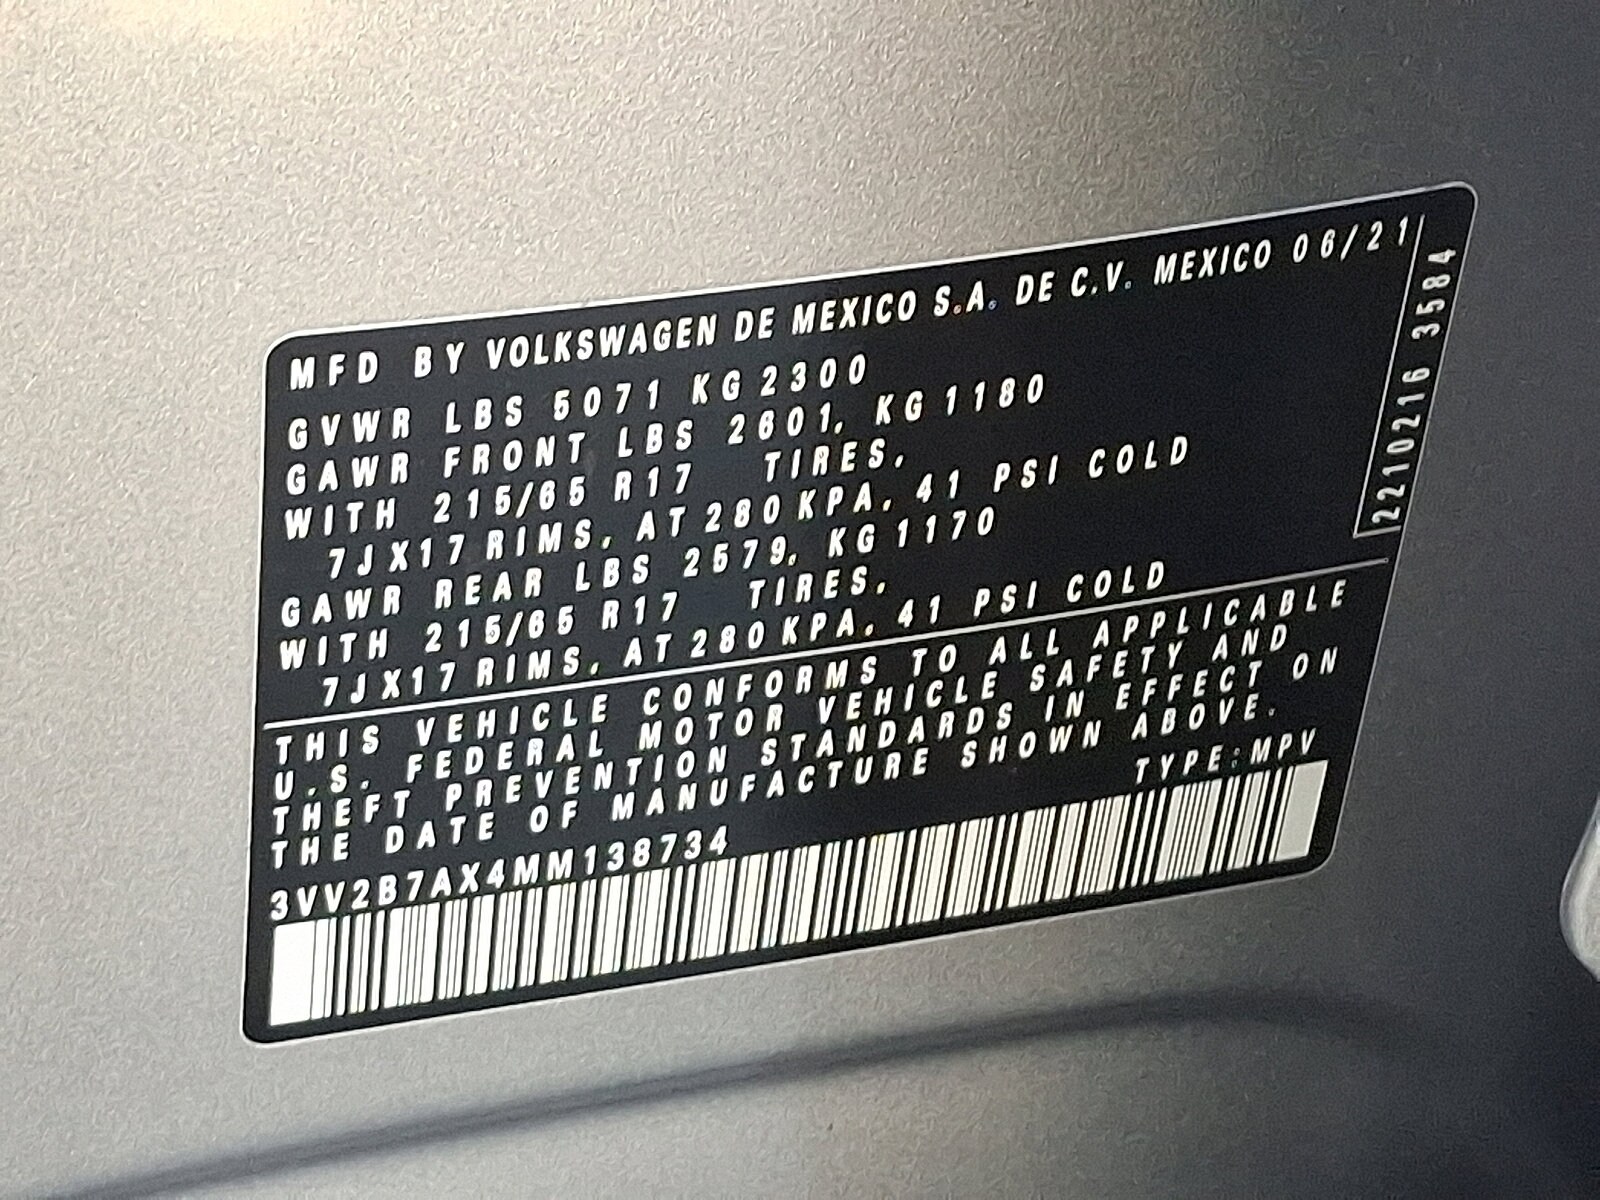 MFD BY VOLKSWAGEN DE MEXICO S.A. DE C.V. MEXICO 06/21
GVWR LBS 5071 KG 2300
GAWR FRONT LBS 2601, KG 1180
WITH 215/65 R17 TIRES,
7JX17 RIMS, AT 280 KPA, 41 PSI COLD
GAWR REAR LBS 2579, KG 1170
WITH 215/65 R17 TIRES,
7JX17 RIMS, AT 280 KPA, 41 PSI COLD
2210216 3584
THIS VEHICLE CONFORMS TO ALL APPLICABLE
U.S. FEDERAL MOTOR VEHICLE SAFETY AND
THEFT PREVENTION STANDARDS IN EFFECT ON
THE DATE OF MANUFACTURE SHOWN ABOVE.
TYPE:MPV
3VV2B7AX4MM138734